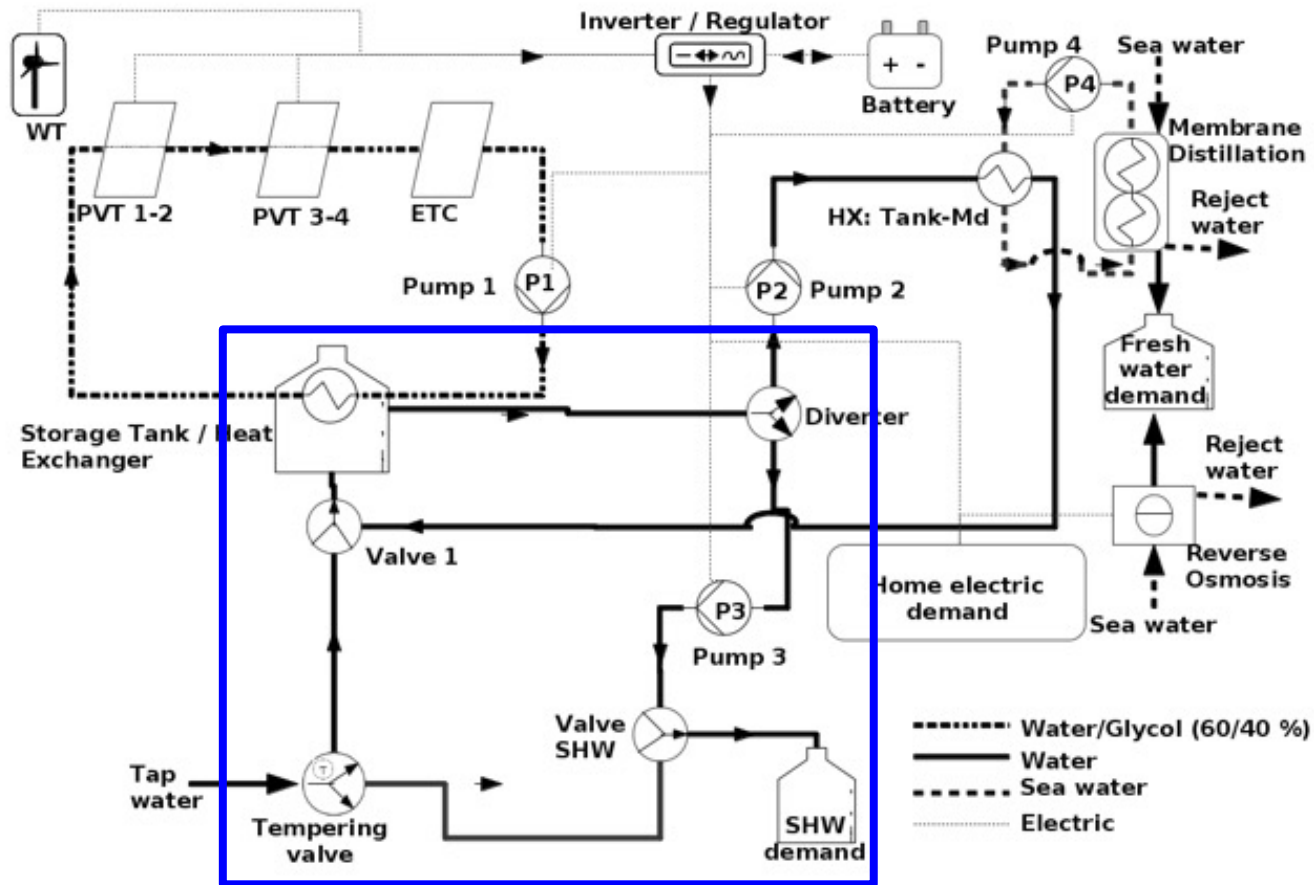 Inverter / Regulator
Pump 4
Sea water
P4
+ -
Battery
WT
Membrane
Distillation
PVT 1-2
PVT 3-4
ETC
HX: Tank-Md
Reject
water
Pump 1
P1
P2
Pump 2
Fresh
water
demand
Storage Tank / Heat
Exchanger
Diverter
Reject
water
Valve 1
Reverse
Osmosis
Home electric
demand
P3
Sea water
Pump 3
Valve
SHW
Water/Glycol (60/40 %)
Water
Sea water
Electric
Tap
water
T
Tempering
valve
SHW
demand